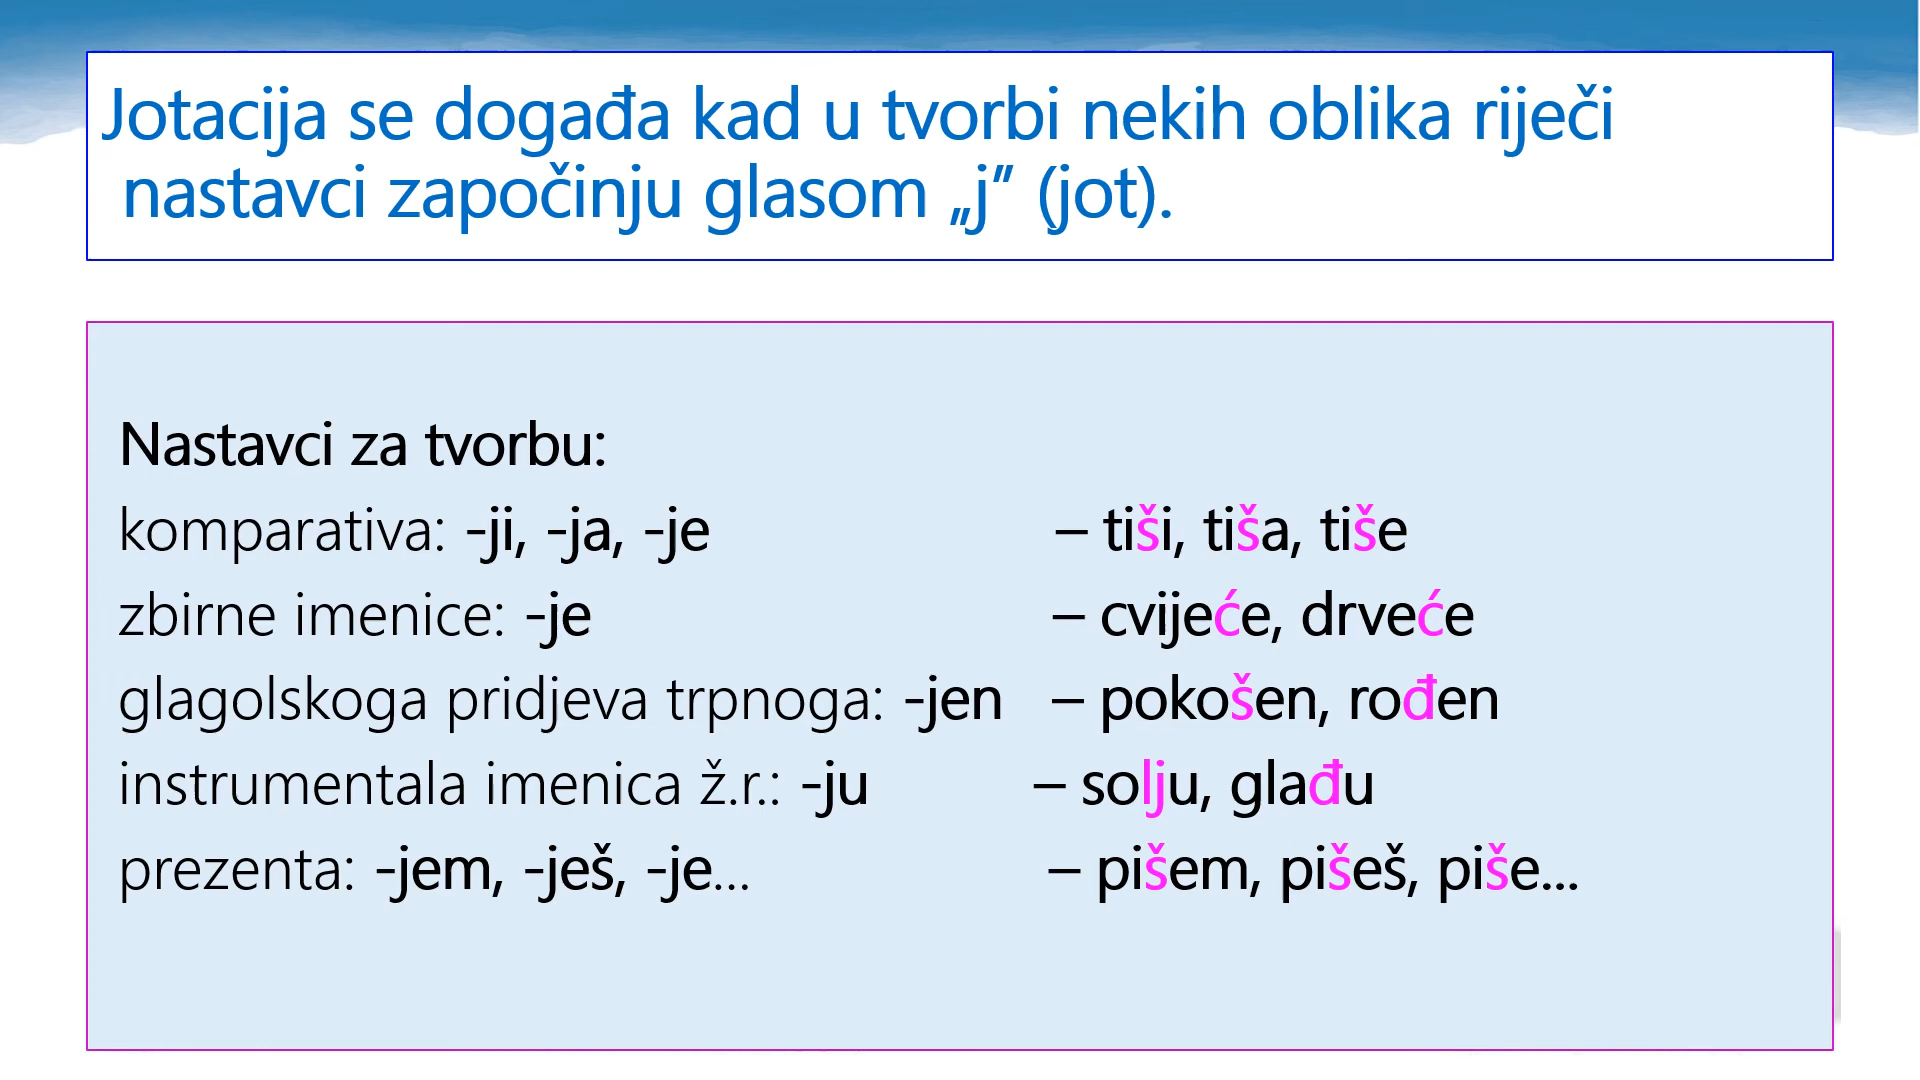 Jotacija se događa kad u tvorbi nekih oblika riječi
nastavci započinju glasom „j” (jot).
Nastavci za tvorbu:
komparativa: -ji, -ja, -je – tiši, tiša, tiše
zbirne imenice: -je – cvijeće, drveće
glagolskoga pridjeva trpnoga: -jen – pokošen, rođen
instrumentala imenica ž.r.: -ju – solju, glađu
prezenta: -jem, -ješ, -je... – pišem, pišeš, piše...